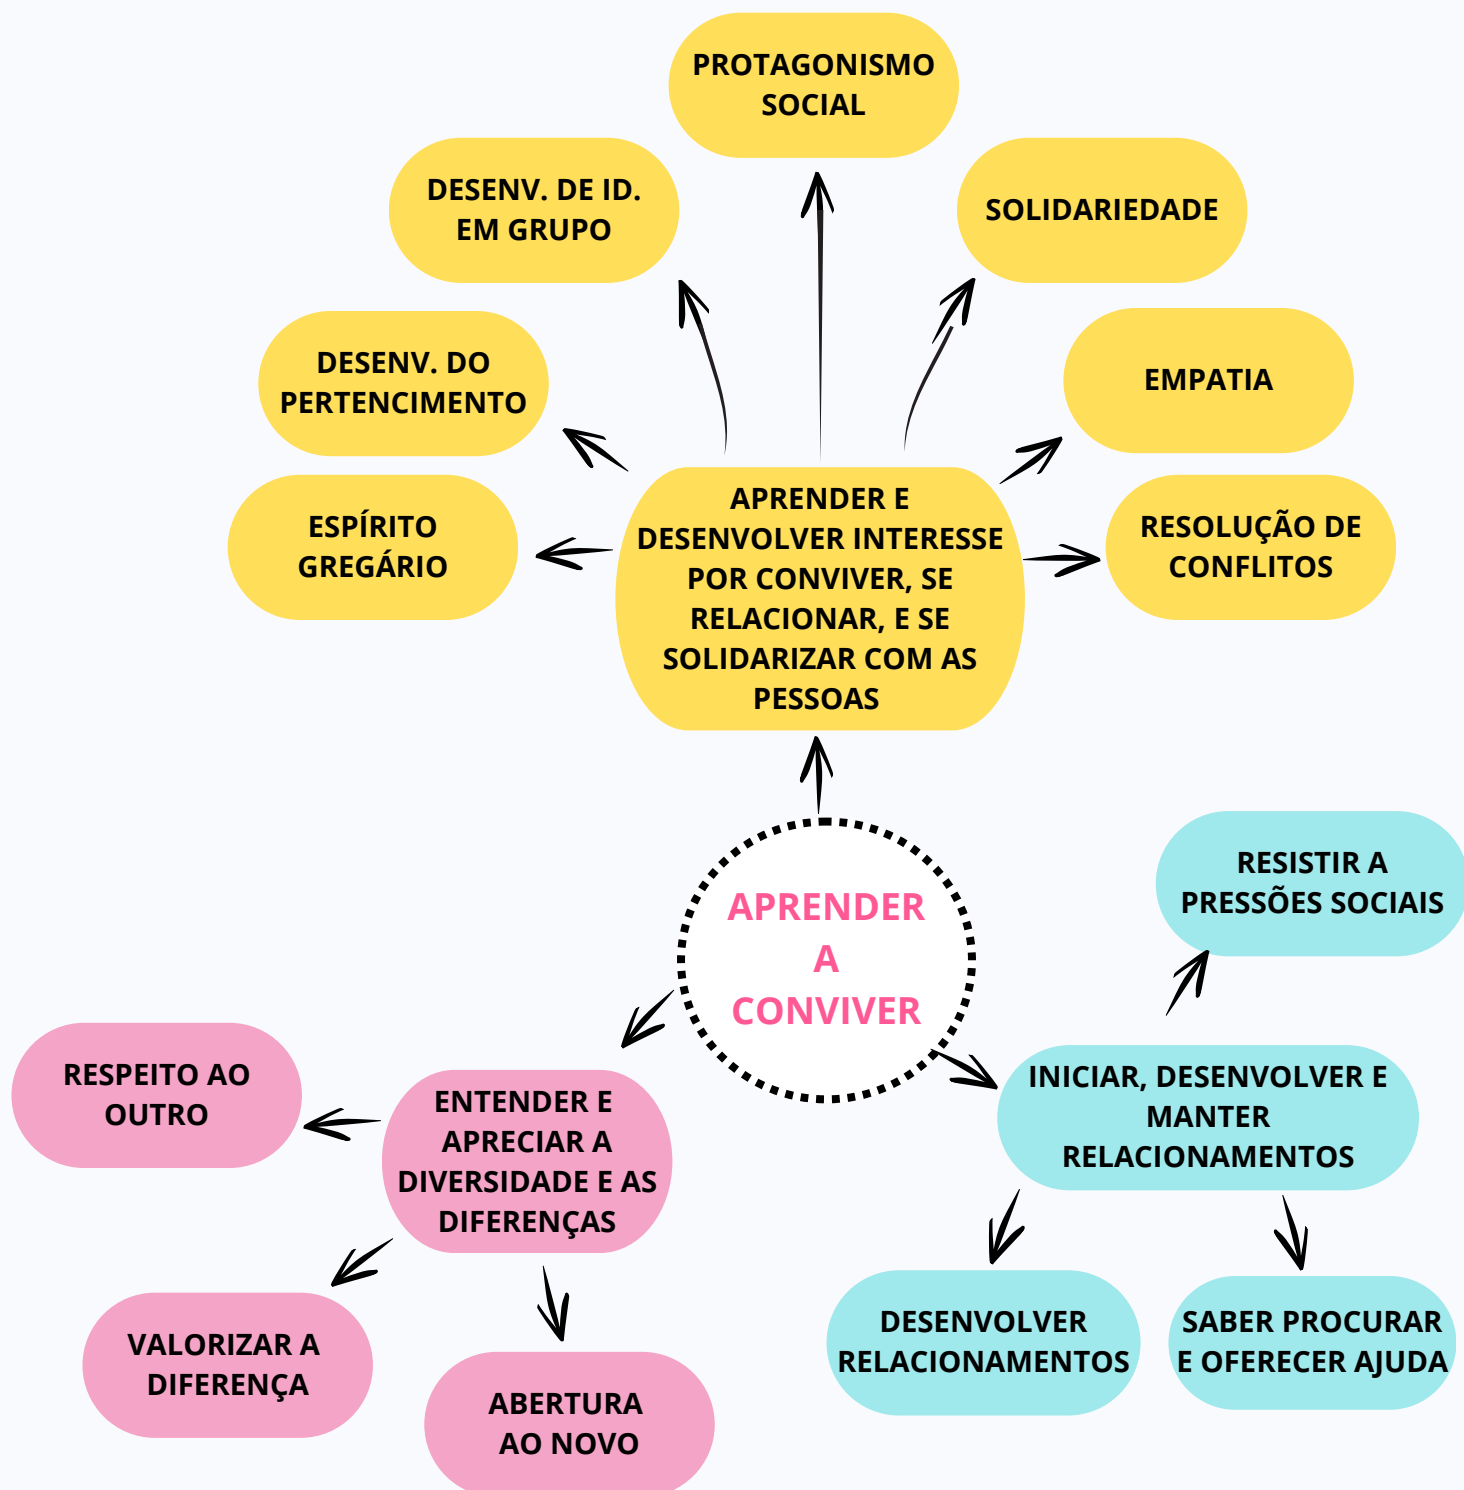 PROTAGONISMO
SOCIAL
DESENV. DE ID.
EM GRUPO
SOLIDARIEDADE
DESENV. DO
PERTENCIMENTO
EMPATIA
ESPÍRITO
GREGÁRIO
APRENDER E
DESENVOLVER INTERESSE
POR CONVIVER, SE
RELACIONAR, E SE
SOLIDARIZAR COM AS
PESSOAS
RESOLUÇÃO DE
CONFLITOS
APRENDER
A
CONVIVER
RESISTIR A
PRESSÕES SOCIAIS
RESPEITO AO
OUTRO
ENTENDER E
APRECIAR A
DIVERSIDADE E AS
DIFERENÇAS
INICIAR, DESENVOLVER E
MANTER
RELACIONAMENTOS
VALORIZAR A
DIFERENÇA
ABERTURA
AO NOVO
DESENVOLVER
RELACIONAMENTOS
SABER PROCURAR
E OFERECER AJUDA